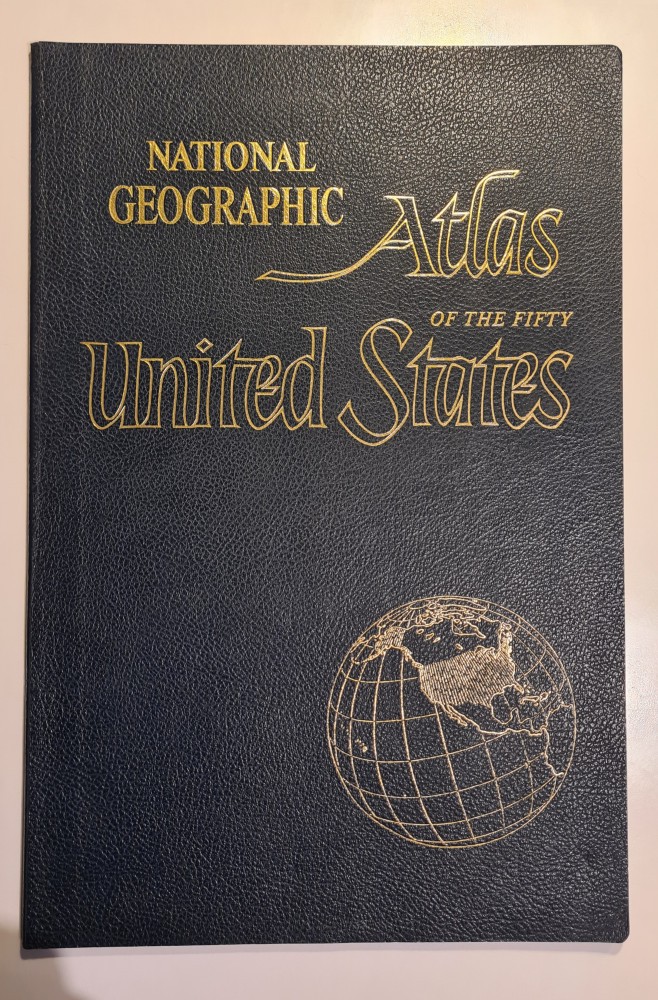 NATIONAL
GEOGRAPHIC
Atlas
OF THE FIFTY
United States